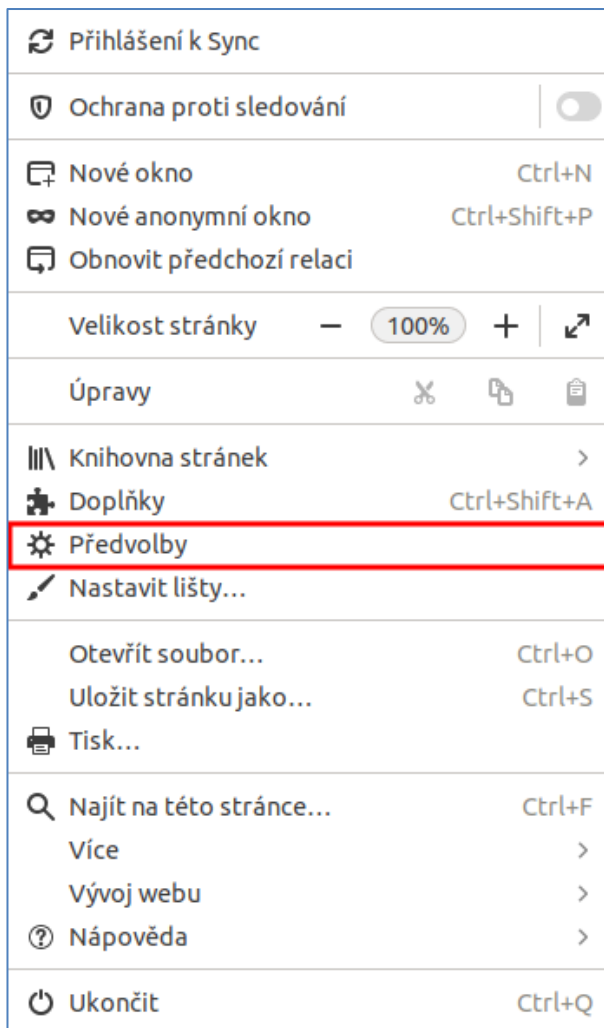 Přihlášení k Sync
Ochrana proti sledování
Nové okno Ctrl+N
Nové anonymní okno Ctrl+Shift+P
Obnovit předchozí relaci
Velikost stránky − 100% +
Úpravy
Knihovna stránek >
Doplňky Ctrl+Shift+A
Předvolby
Nastavit lišty...
Otevřít soubor... Ctrl+O
Uložit stránku jako... Ctrl+S
Tisk...
Najít na této stránce... Ctrl+F
Více >
Vývoj webu >
Nápověda >
Ukončit Ctrl+Q